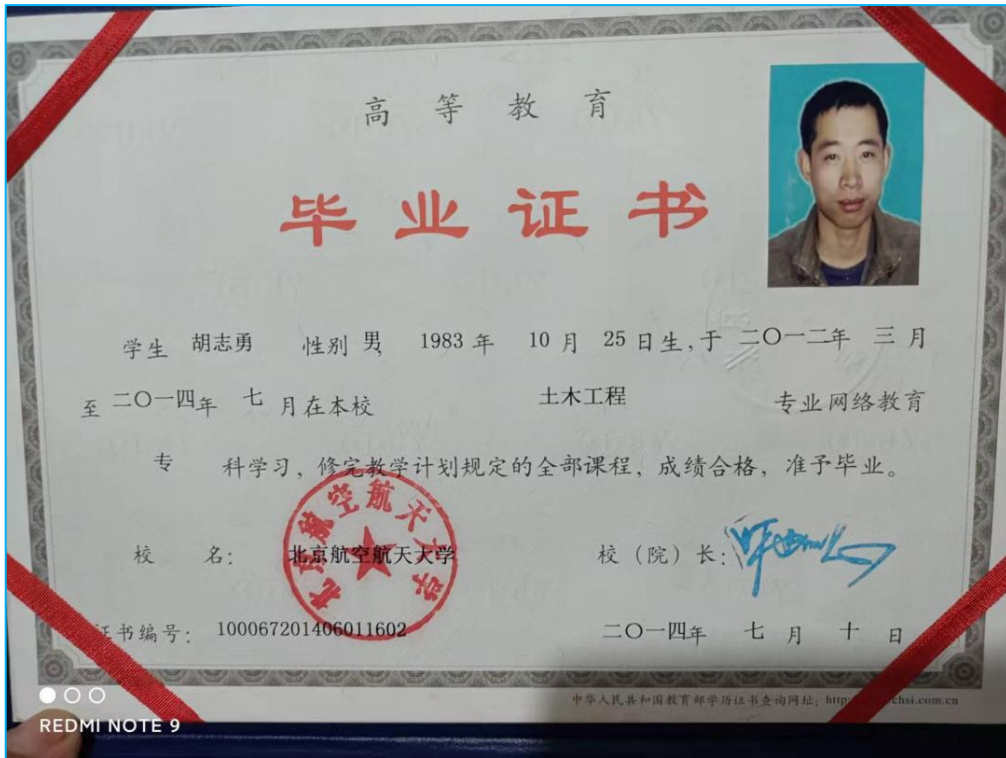 高等教育
毕业证书
学生 胡志勇 性别 男, 1983 年 10 月 25 日生,于 二〇一二年 三 月
至 二〇一四年 七 月在本校 土木工程 专业网络教育
专 科学习,修完教学计划规定的全部课程,成绩合格,准予毕业。
北京航空航天大学
校 名: 北京航空航天大学 校(院)长:
证书编号: 100067201406011602 二〇一四年 七 月 十 日
中华人民共和国教育部学历证书查询网址: http chsi.com.cn
REDMI NOTE 9